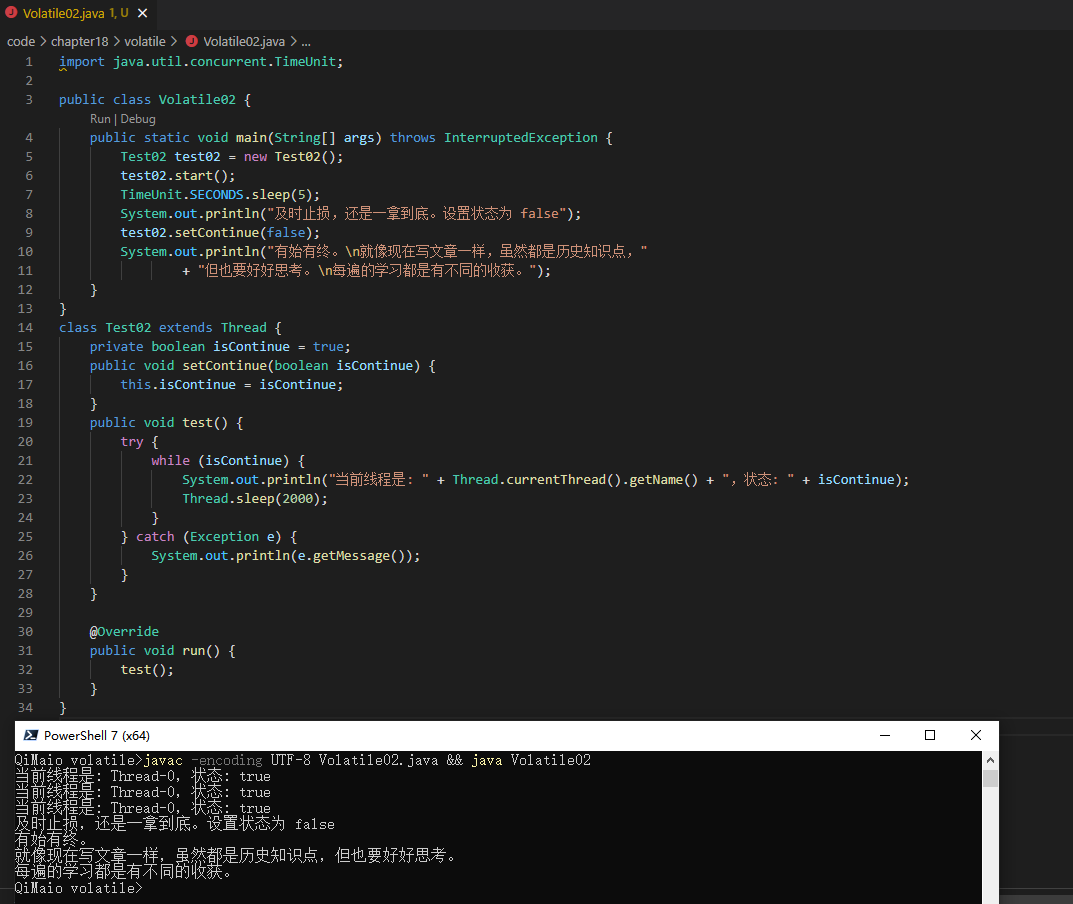 Volatile02.java 1, U
code > chapter18 > volatile > Volatile02.java > ...
1 import java.util.concurrent.TimeUnit;
2
3 public class Volatile02 {
Run | Debug
4 public static void main(String[] args) throws InterruptedException {
5 Test02 test02 = new Test02();
6 test02.start();
7 TimeUnit.SECONDS.sleep(5);
8 System.out.println("及时止损，还是一拿到底。设置状态为 false");
9 test02.setContinue(false);
10 System.out.println("有始有终。\n就像现在写文章一样，虽然都是历史知识点，"
11 + "但也要好好思考。\n每遍的学习都是有不同的收获。");
12 }
13 }
14 class Test02 extends Thread {
15 private boolean isContinue = true;
16 public void setContinue(boolean isContinue) {
17 this.isContinue = isContinue;
18 }
19 public void test() {
20 try {
21 while (isContinue) {
22 System.out.println("当前线程是: " + Thread.currentThread().getName() + "，状态: " + isContinue);
23 Thread.sleep(2000);
24 }
25 } catch (Exception e) {
26 System.out.println(e.getMessage());
27 }
28 }
29
30 @Override
31 public void run() {
32 test();
33 }
34 }
PowerShell 7 (x64)
QiMaio volatile>javac -encoding UTF-8 Volatile02.java && java Volatile02
当前线程是: Thread-0，状态: true
当前线程是: Thread-0，状态: true
当前线程是: Thread-0，状态: true
及时止损，还是一拿到底。设置状态为 false
有始有终。
就像现在写文章一样，虽然都是历史知识点，但也要好好思考。
每遍的学习都是有不同的收获。
QiMaio volatile>